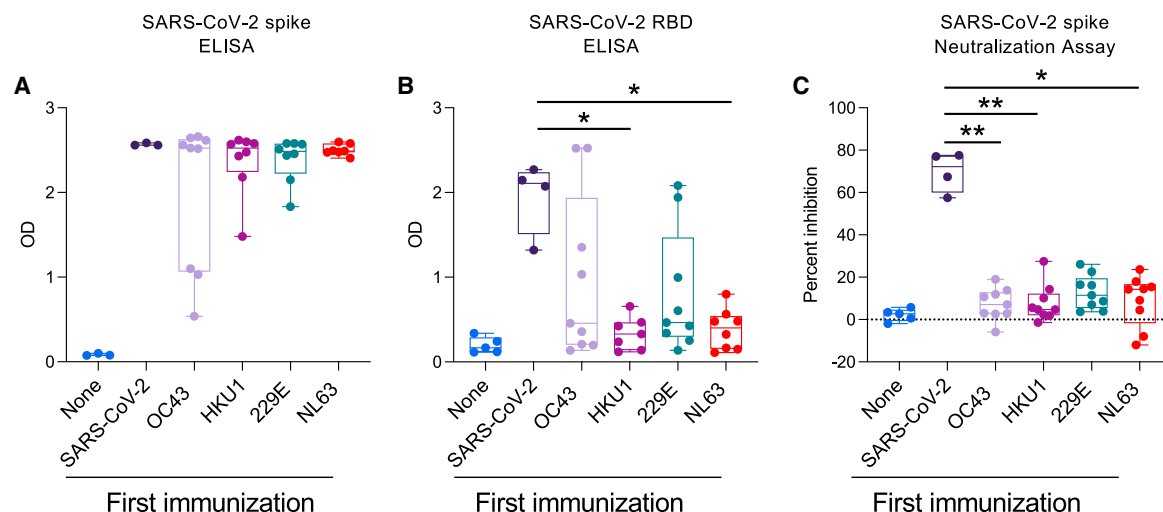 SARS-CoV-2 spike
ELISA
A
3
2
1
0
OD
None
SARS-CoV-2
OC43
HKU1
229E
NL63
First immunization
SARS-CoV-2 RBD
ELISA
B
3
2
1
0
OD
*
*
None
SARS-CoV-2
OC43
HKU1
229E
NL63
First immunization
SARS-CoV-2 spike
Neutralization Assay
C
100
80
60
40
20
0
-20
Percent inhibition
*
**
**
None
SARS-CoV-2
OC43
HKU1
229E
NL63
First immunization